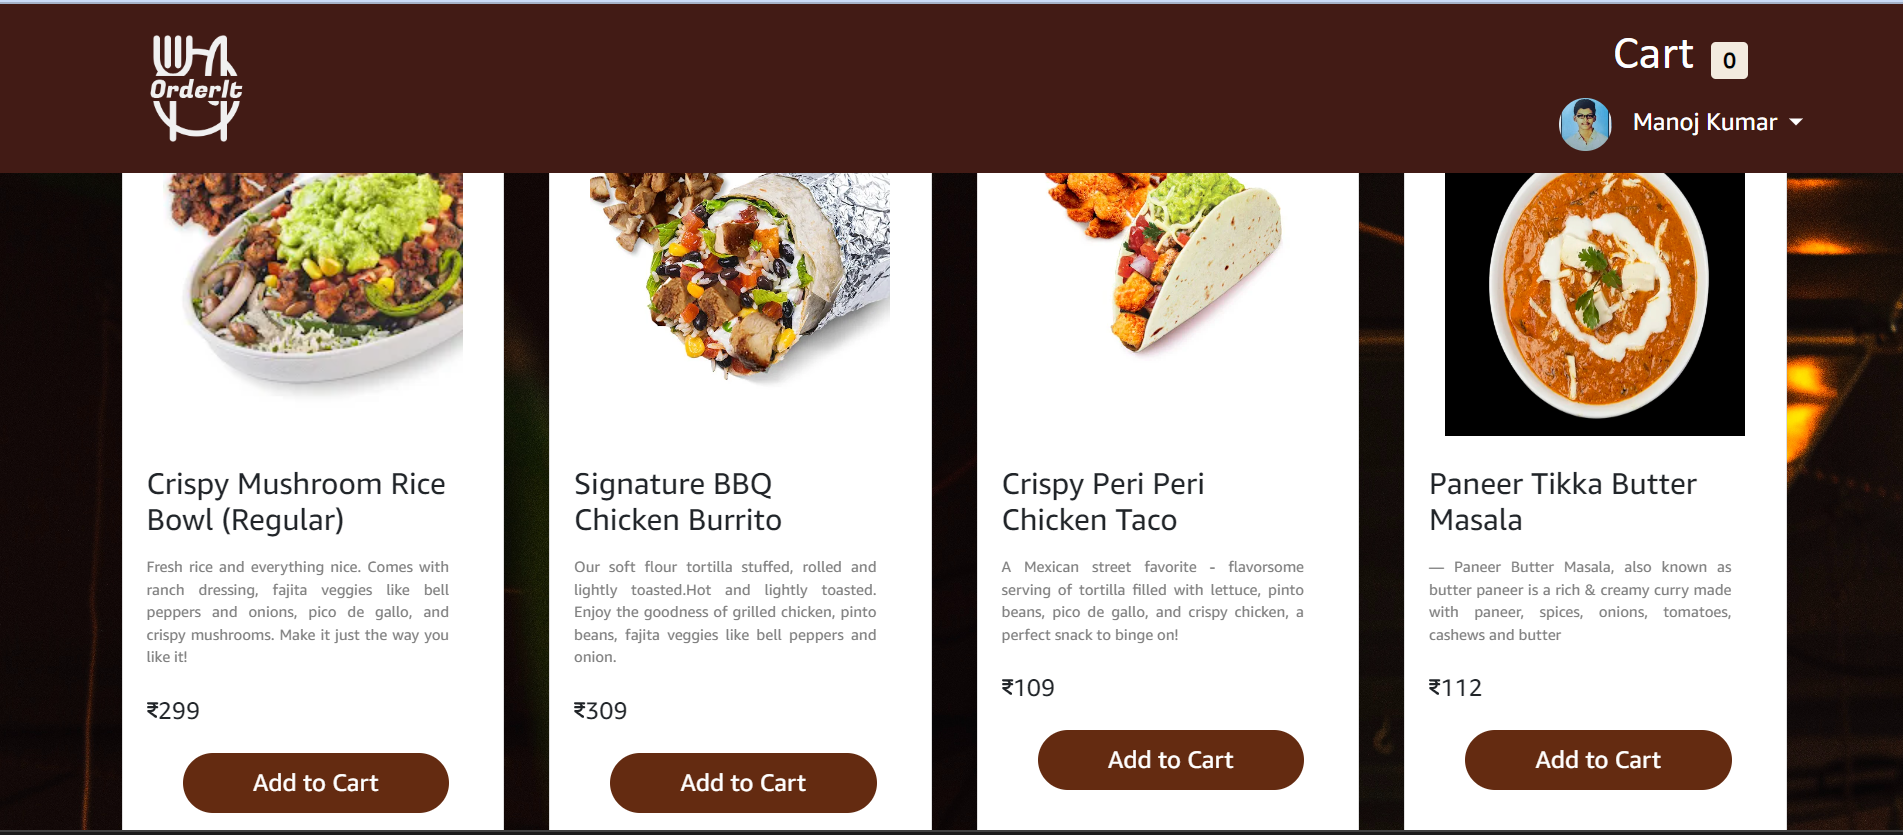 OrderIt
Cart 0
Manoj Kumar
Crispy Mushroom Rice
Bowl (Regular)
Fresh rice and everything nice. Comes with
ranch dressing, fajita veggies like bell
peppers and onions, pico de gallo, and
crispy mushrooms. Make it just the way you
like it!
₹299
Add to Cart
Signature BBQ
Chicken Burrito
Our soft flour tortilla stuffed, rolled and
lightly toasted.Hot and lightly toasted.
Enjoy the goodness of grilled chicken, pinto
beans, fajita veggies like bell peppers and
onion.
₹309
Add to Cart
Crispy Peri Peri
Chicken Taco
A Mexican street favorite - flavorsome
serving of tortilla filled with lettuce, pinto
beans, pico de gallo, and crispy chicken, a
perfect snack to binge on!
₹109
Add to Cart
Paneer Tikka Butter
Masala
— Paneer Butter Masala, also known as
butter paneer is a rich & creamy curry made
with paneer, spices, onions, tomatoes,
cashews and butter
₹112
Add to Cart